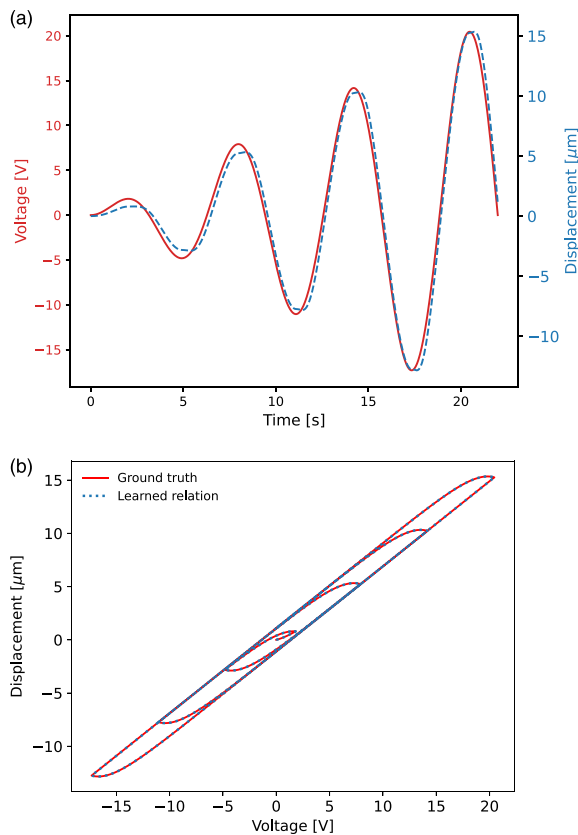 (a)
20
15
10
5
0
−5
−10
−15
Voltage [V]
15
10
5
0
−5
−10
Displacement [μm]
0 5 10 15 20
Time [s]
(b)
Ground truth
Learned relation
15
10
5
0
−5
−10
Displacement [μm]
−15 −10 −5 0 5 10 15 20
Voltage [V]